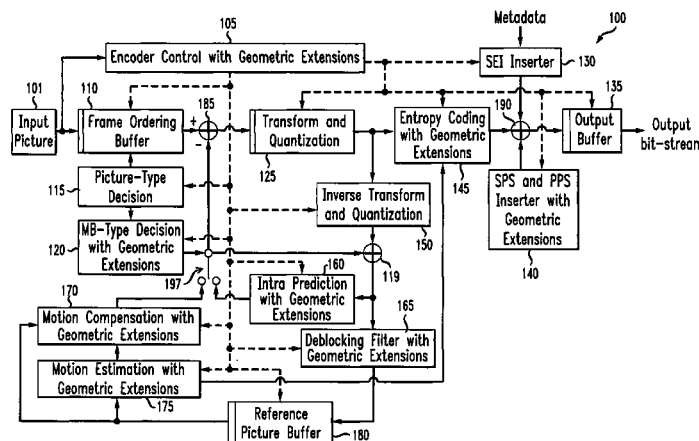 Metadata
100
105
Encoder Control with Geometric Extensions
SEI Inserter
130
101
Input
Picture
110
Frame Ordering
Buffer
+
185
-
Transform and
Quantization
125
Entropy Coding
with Geometric
Extensions
145
190
135
Output
Buffer
Output
bit-stream
115
Picture-Type
Decision
Inverse Transform
and Quantization
150
SPS and PPS
Inserter with
Geometric
Extensions
140
120
MB-Type Decision
with Geometric
Extensions
197
119
160
Intra Prediction
with Geometric
Extensions
170
Motion Compensation with
Geometric Extensions
165
Deblocking Filter with
Geometric Extensions
Motion Estimation with
Geometric Extensions
175
Reference
Picture Buffer
180